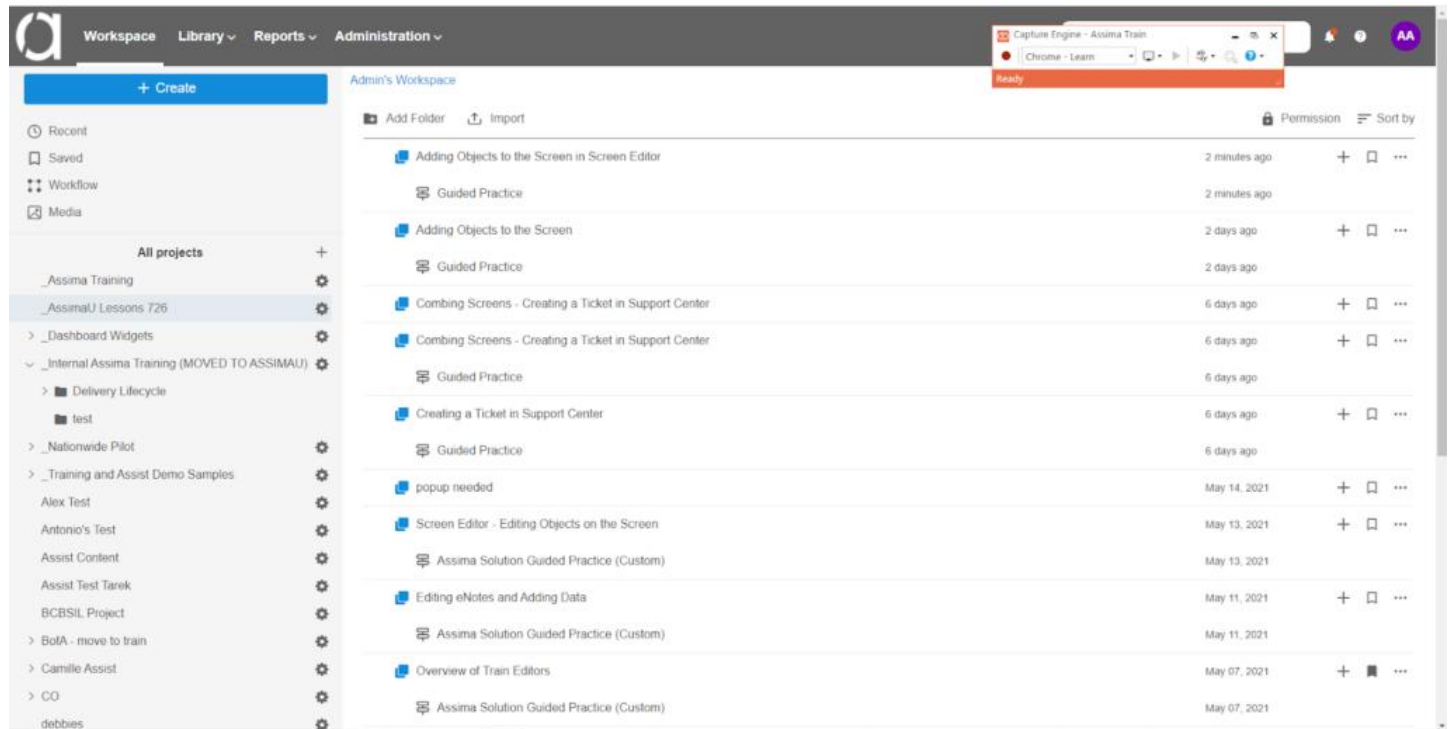 Workspace Library Reports Administration
Capture Engine - Assima Train
Chrome - Learn
Ready
AA
+ Create
Recent
Saved
Workflow
Media
All projects +
_Assima Training
_AssimaU Lessons 726
_Dashboard Widgets
_Internal Assima Training (MOVED TO ASSIMAU)
Delivery Lifecycle
test
_Nationwide Pilot
_Training and Assist Demo Samples
Alex Test
Antonio's Test
Assist Content
Assist Test Tarek
BCBSIL Project
BofA - move to train
Camille Assist
CO
debbies
Admin's Workspace
Add Folder Import Permission Sort by
Adding Objects to the Screen in Screen Editor 2 minutes ago
Guided Practice 2 minutes ago
Adding Objects to the Screen 2 days ago
Guided Practice 2 days ago
Combing Screens - Creating a Ticket in Support Center 6 days ago
Combing Screens - Creating a Ticket in Support Center 6 days ago
Guided Practice 6 days ago
Creating a Ticket in Support Center 6 days ago
Guided Practice 6 days ago
popup needed May 14, 2021
Screen Editor - Editing Objects on the Screen May 13, 2021
Assima Solution Guided Practice (Custom) May 13, 2021
Editing eNotes and Adding Data May 11, 2021
Assima Solution Guided Practice (Custom) May 11, 2021
Overview of Train Editors May 07, 2021
Assima Solution Guided Practice (Custom) May 07, 2021